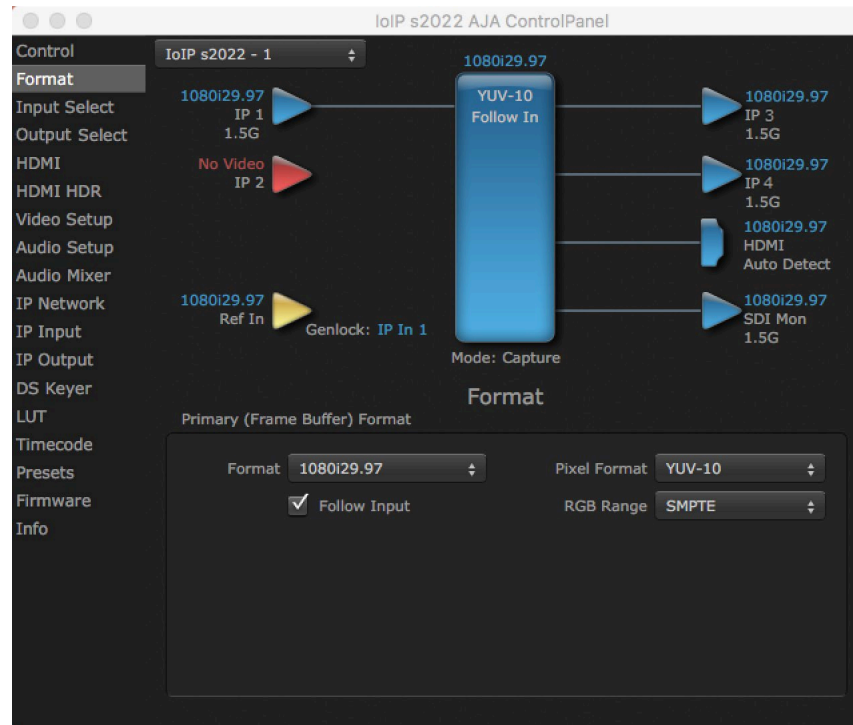 IoIP s2022 AJA ControlPanel
Control
Format
Input Select
Output Select
HDMI
HDMI HDR
Video Setup
Audio Setup
Audio Mixer
IP Network
IP Input
IP Output
DS Keyer
LUT
Timecode
Presets
Firmware
Info
IoIP s2022 - 1
1080i29.97
1080i29.97
IP 1
1.5G
No Video
IP 2
1080i29.97
Ref In
Genlock: IP In 1
YUV-10
Follow In
Mode: Capture
1080i29.97
IP 3
1.5G
1080i29.97
IP 4
1.5G
1080i29.97
HDMI
Auto Detect
1080i29.97
SDI Mon
1.5G
Format
Primary (Frame Buffer) Format
Format 1080i29.97
Pixel Format YUV-10
Follow Input
RGB Range SMPTE